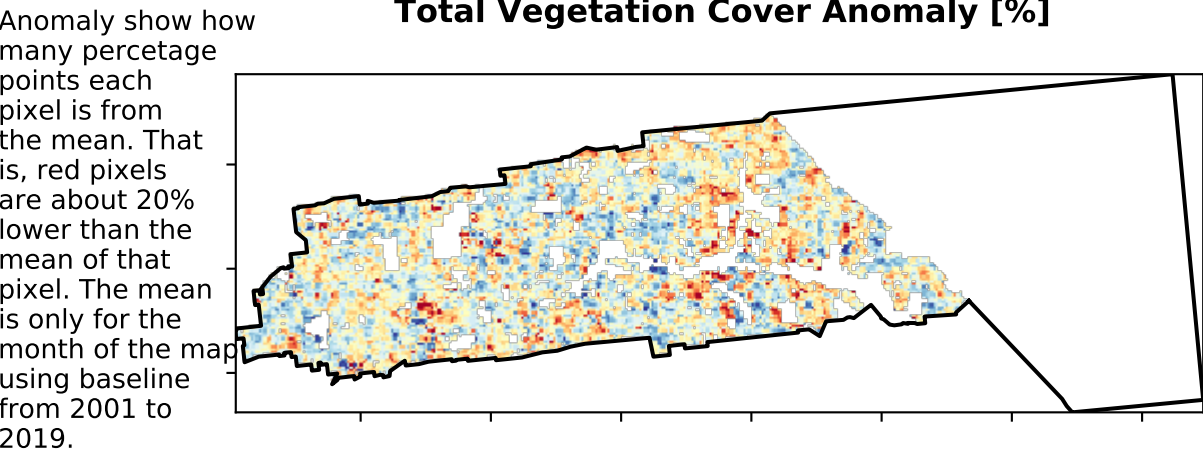 Total Vegetation Cover Anomaly [%]
Anomaly show how
many percetage
points each
pixel is from
the mean. That
is, red pixels
are about 20%
lower than the
mean of that
pixel. The mean
is only for the
month of the map
using baseline
from 2001 to
2019.